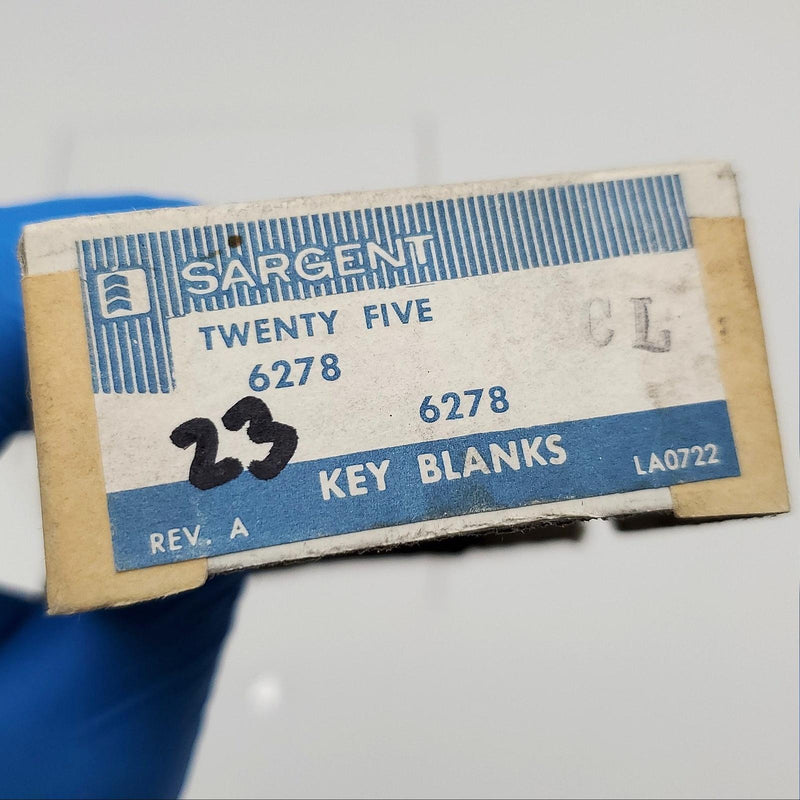 SARGENT
TWENTY FIVE
CL
6278
6278
23
KEY BLANKS
LA0722
REV. A